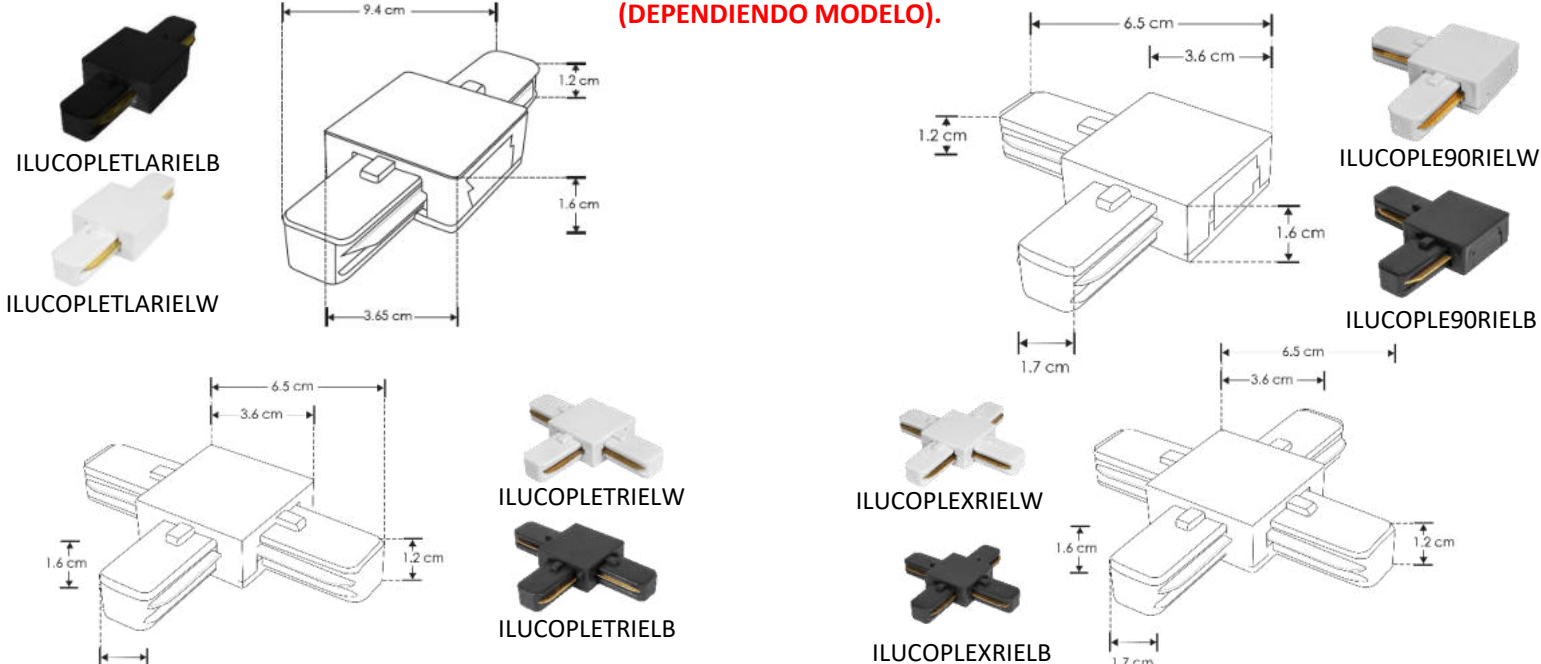 9.4 cm
(DEPENDIENDO MODELO).
6.5 cm
3.6 cm
1.2 cm
1.2 cm
ILUCOPLETLARIELB
ILUCOPLE90RIELW
1.6 cm
1.6 cm
ILUCOPLETLARIELW
3.65 cm
ILUCOPLE90RIELB
1.7 cm
6.5 cm
3.6 cm
6.5 cm
3.6 cm
ILUCOPLETRIELW
ILUCOPLEXRIELW
1.6 cm
1.2 cm
1.6 cm
1.2 cm
ILUCOPLETRIELB
ILUCOPLEXRIELB
1.7 cm